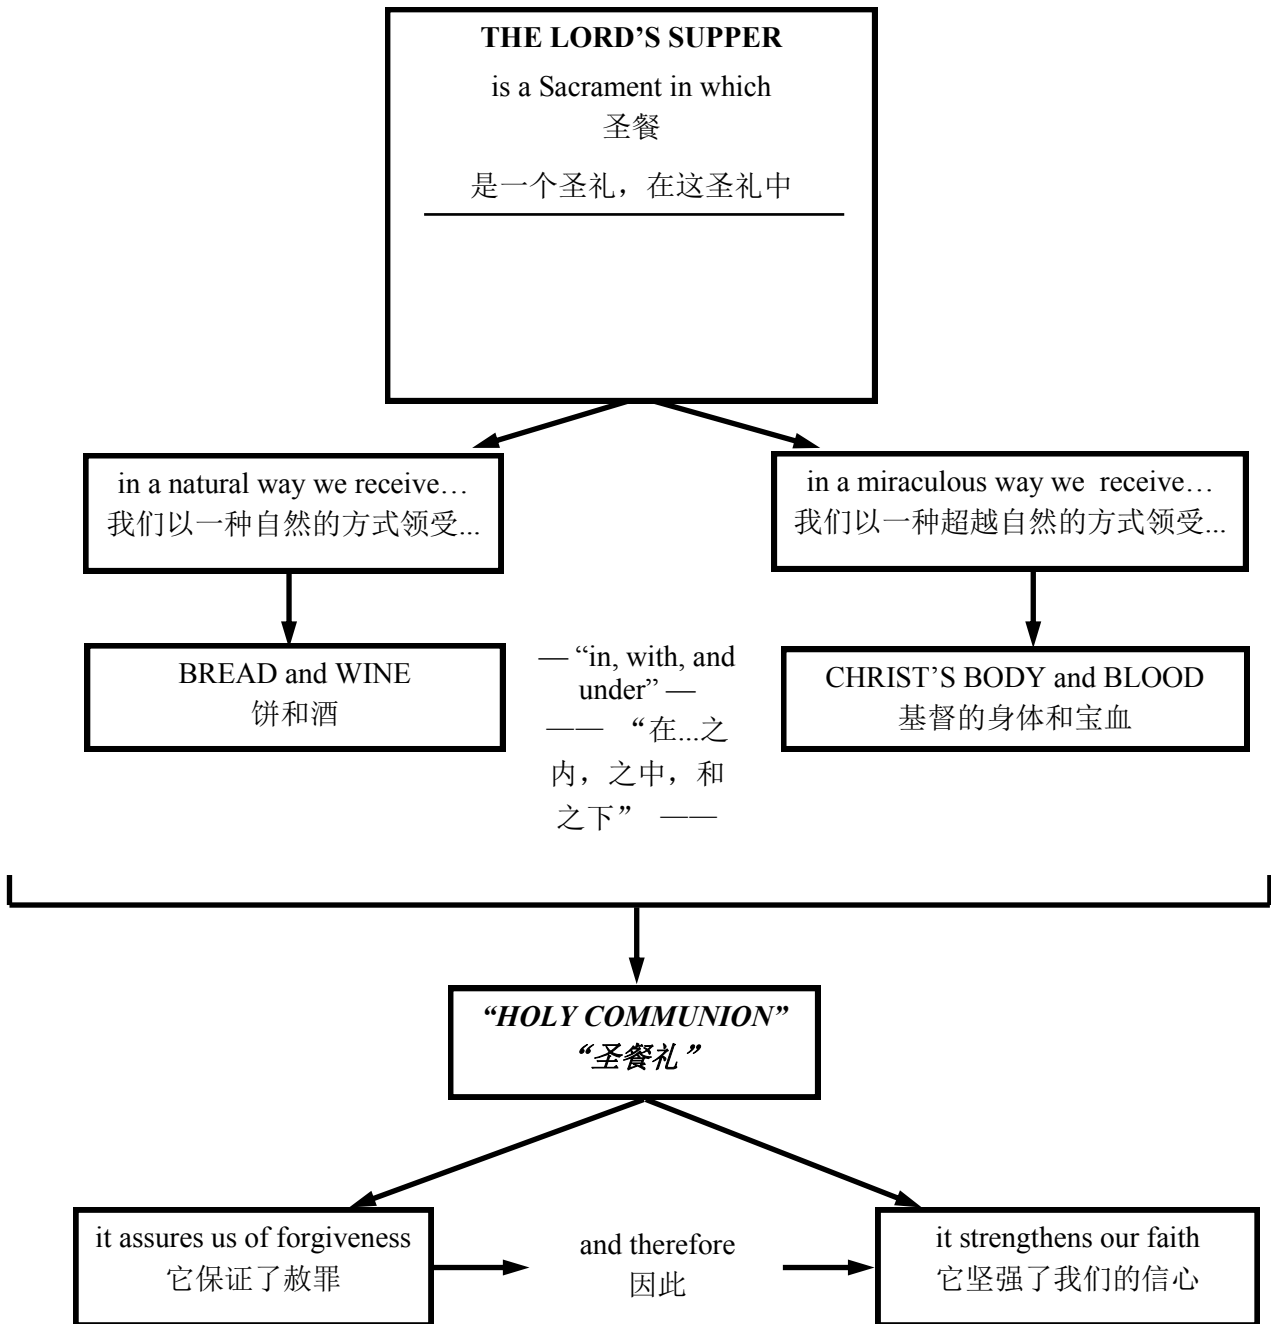 THE LORD’S SUPPER
is a Sacrament in which
圣餐
是一个圣礼，在这圣礼中
in a natural way we receive…
我们以一种自然的方式领受...
in a miraculous way we  receive…
我们以一种超越自然的方式领受...
BREAD and WINE
饼和酒
— “in, with, and
under” —
—— “在...之
内，之中，和
之下” ——
CHRIST’S BODY and BLOOD
基督的身体和宝血
“HOLY COMMUNION”
“圣餐礼”
it assures us of forgiveness
它保证了赦罪
and therefore
因此
it strengthens our faith
它坚强了我们的信心